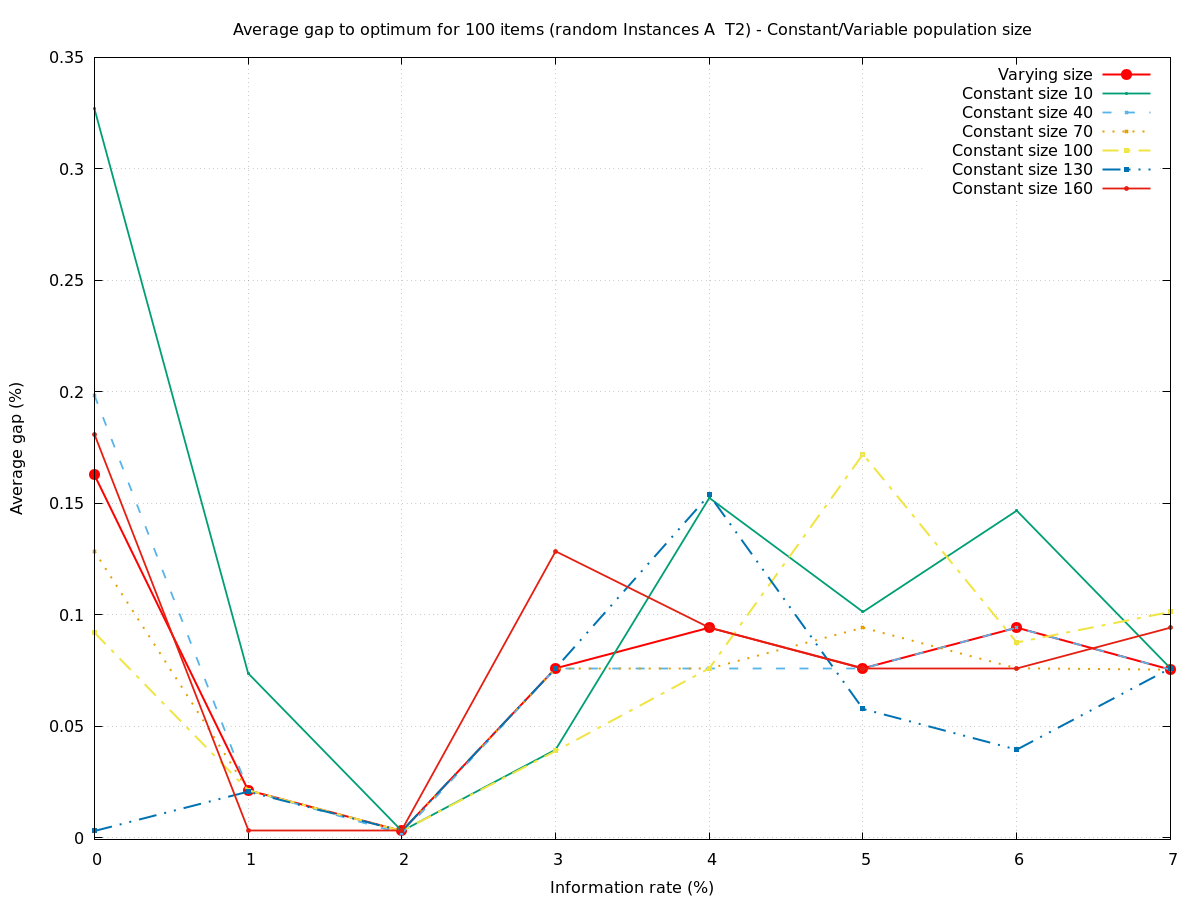 Average gap to optimum for 100 items (random Instances A  T2) - Constant/Variable population size
0.35
0.3
0.25
0.2
0.15
0.1
0.05
0
Average gap (%)
Varying size
Constant size 10
Constant size 40
Constant size 70
Constant size 100
Constant size 130
Constant size 160
0 1 2 3 4 5 6 7
Information rate (%)